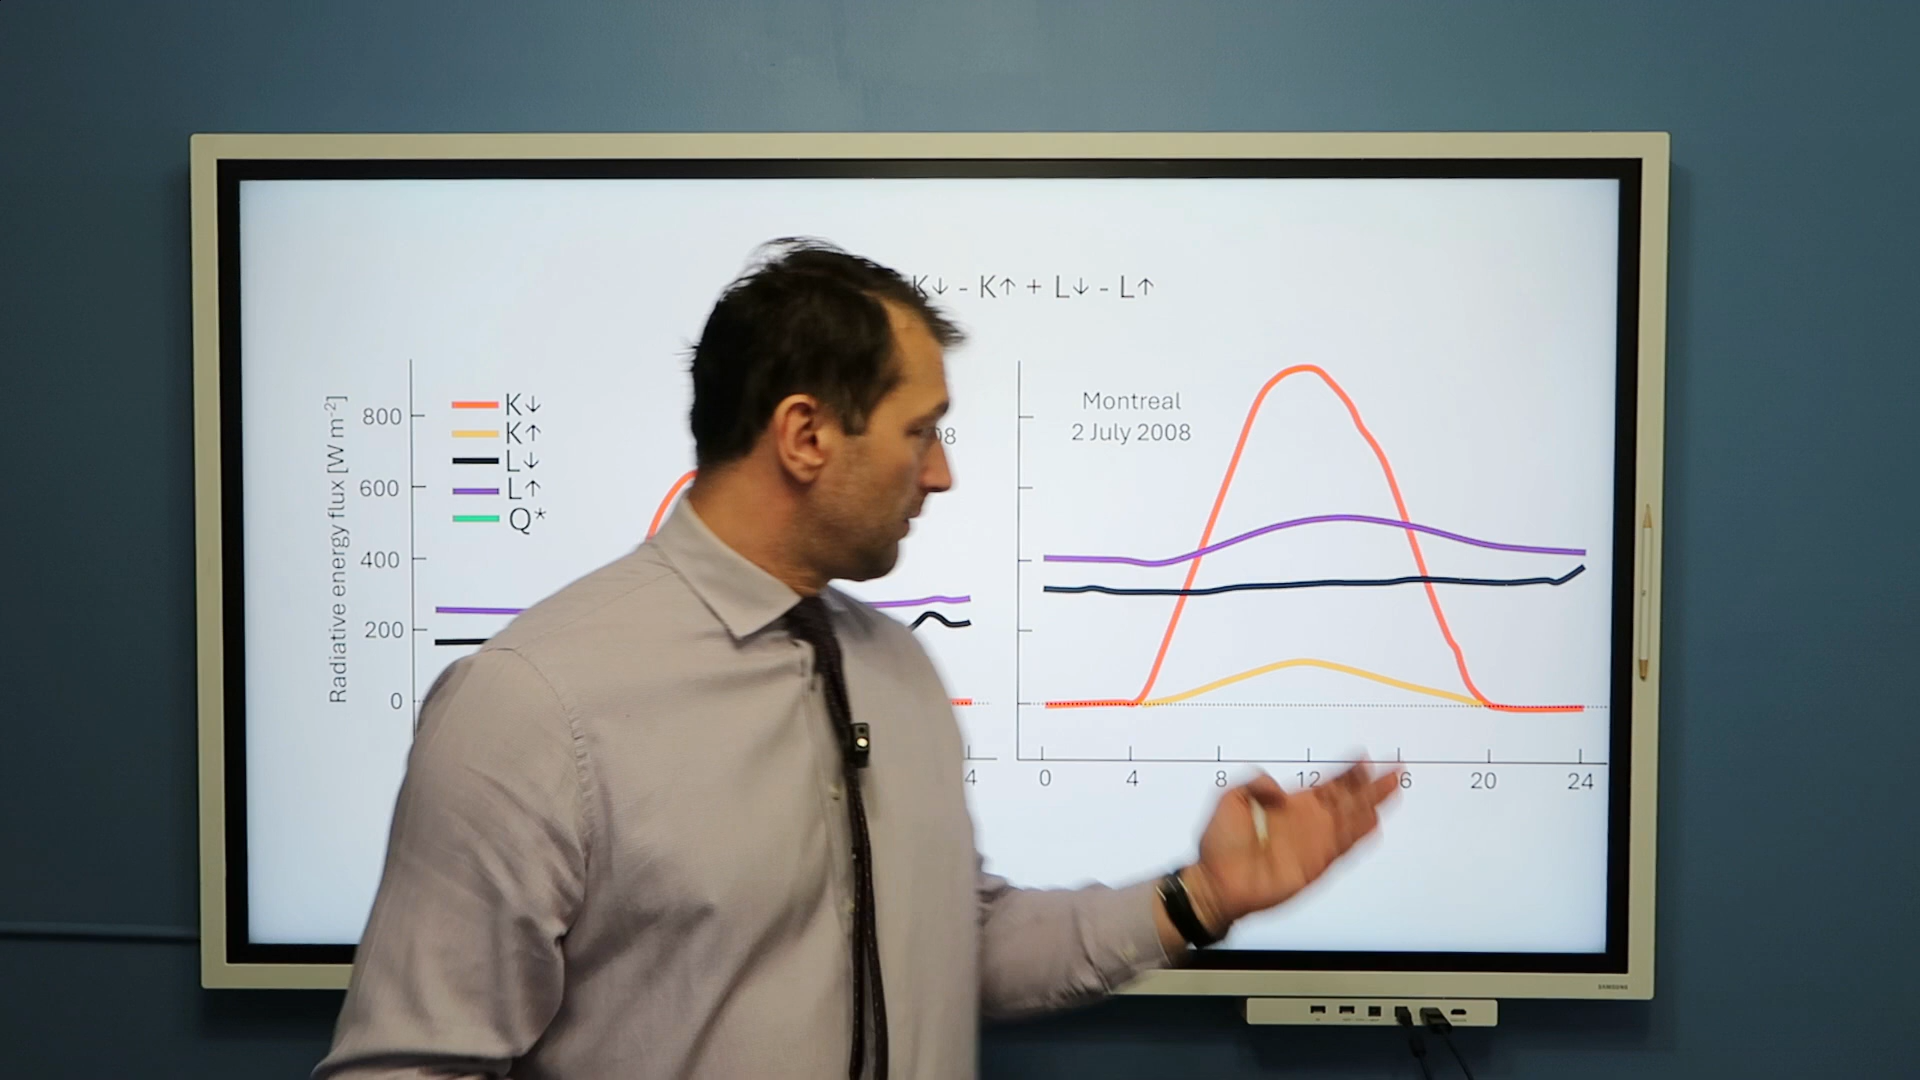 K↓ - K↑ + L↓ - L↑
Radiative energy flux [W m⁻²]
800
600
400
200
0
K↓
K↑
L↓
L↑
Q*
Montreal
2 July 2008
0 4 8 12 20 24
SAMSUNG